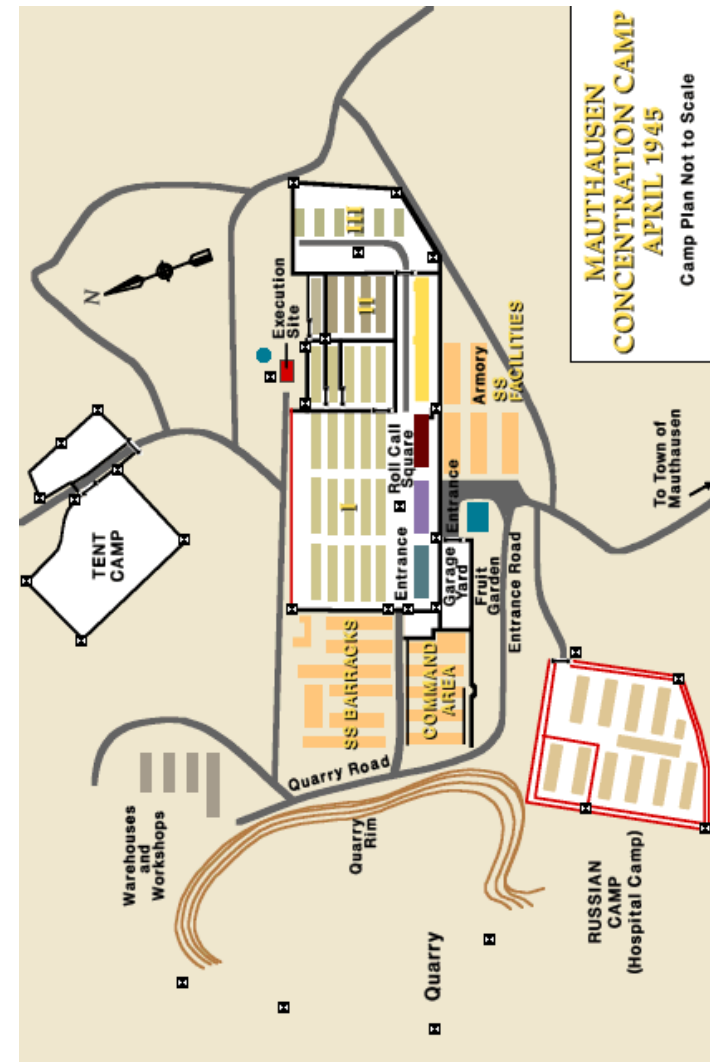 MAUTHAUSEN
CONCENTRATION CAMP
APRIL 1945
Camp Plan Not to Scale
N
Execution
Site
III
II
I
TENT
CAMP
Armory
SS
FACILITIES
Roll Call
Square
Entrance
Entrance
Garage
Yard
Fruit
Garden
Entrance Road
To Town of
Mauthausen
SS BARRACKS
COMMAND
AREA
Quarry Road
Quarry
Rim
Warehouses
and
Workshops
Quarry
RUSSIAN
CAMP
(Hospital Camp)